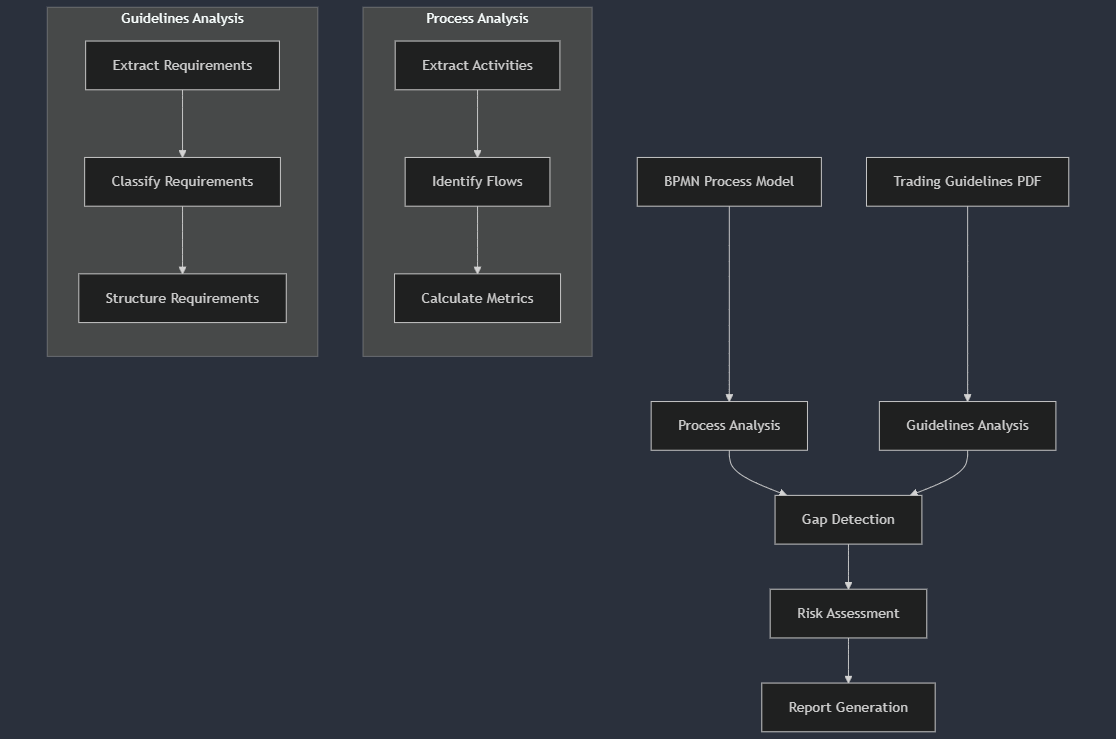 Guidelines Analysis
Extract Requirements
Classify Requirements
Structure Requirements
Process Analysis
Extract Activities
Identify Flows
Calculate Metrics
BPMN Process Model
Trading Guidelines PDF
Process Analysis
Guidelines Analysis
Gap Detection
Risk Assessment
Report Generation